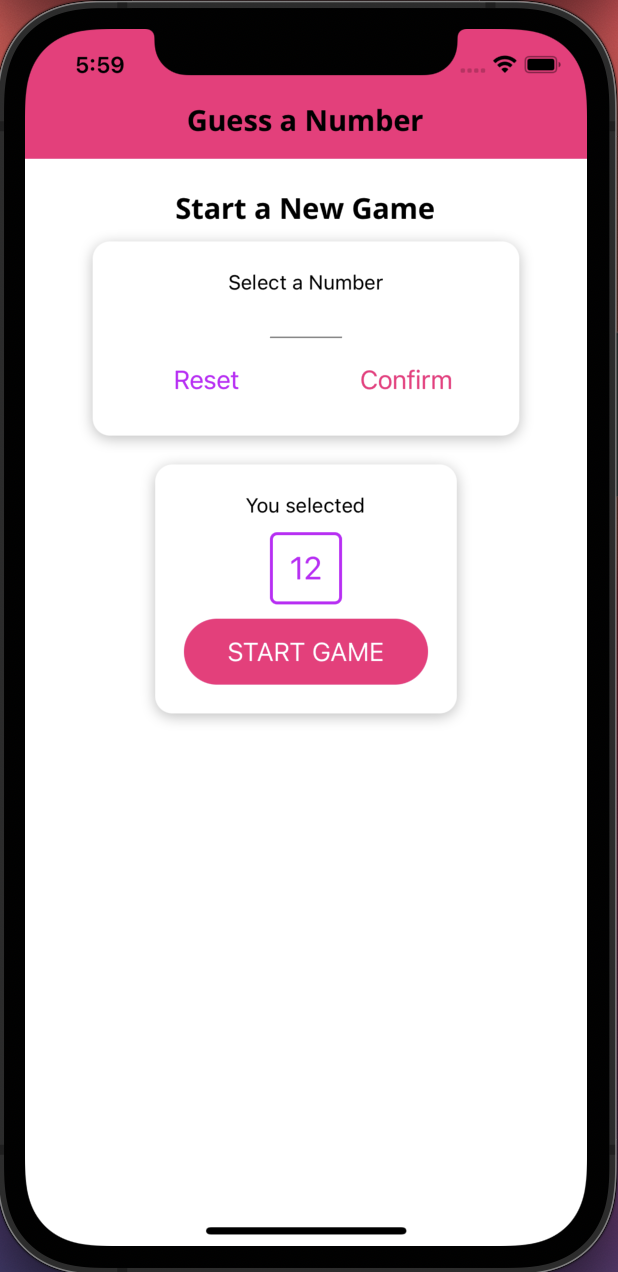 5:59
Guess a Number
Start a New Game
Select a Number
Reset Confirm
You selected
12
START GAME